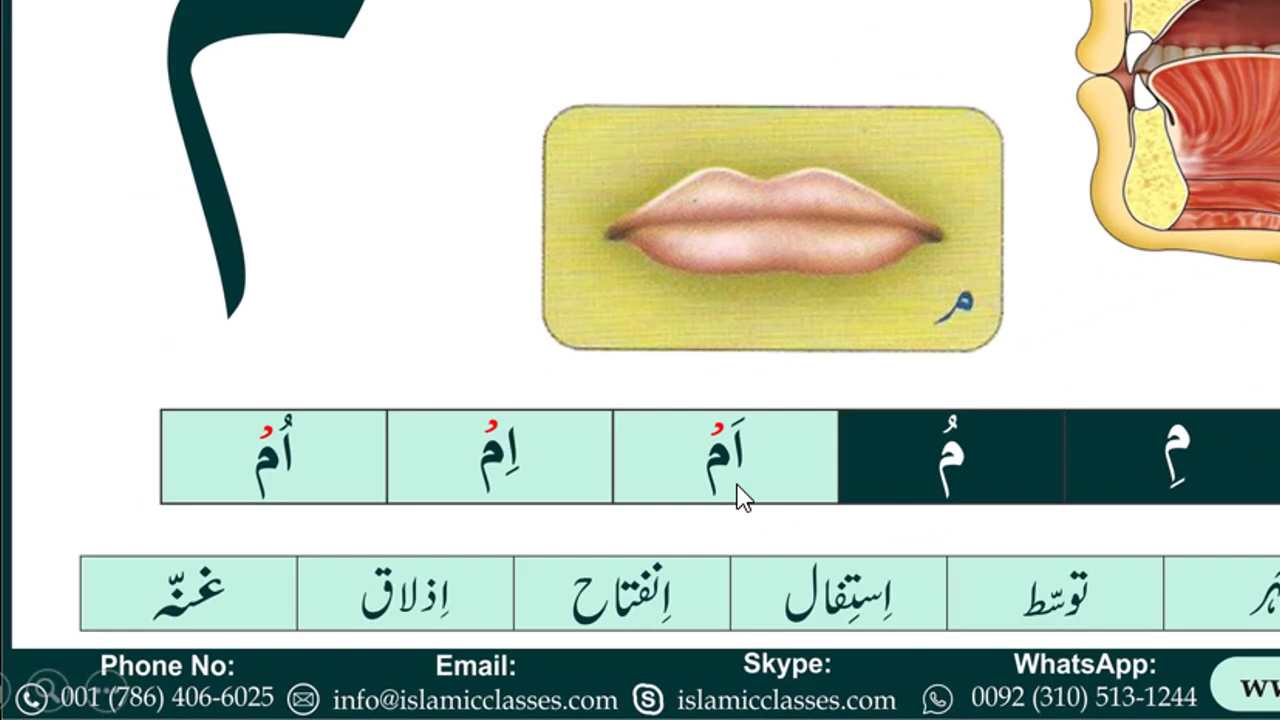 م
م
مِ مُ اَمۡ اِمۡ اُمۡ
توسّط اِستِفال اِنفتاح اِذلاق غنّہ
Phone No: Email: Skype: WhatsApp:
001 (786) 406-6025 info@islamicclasses.com islamicclasses.com 0092 (310) 513-1244